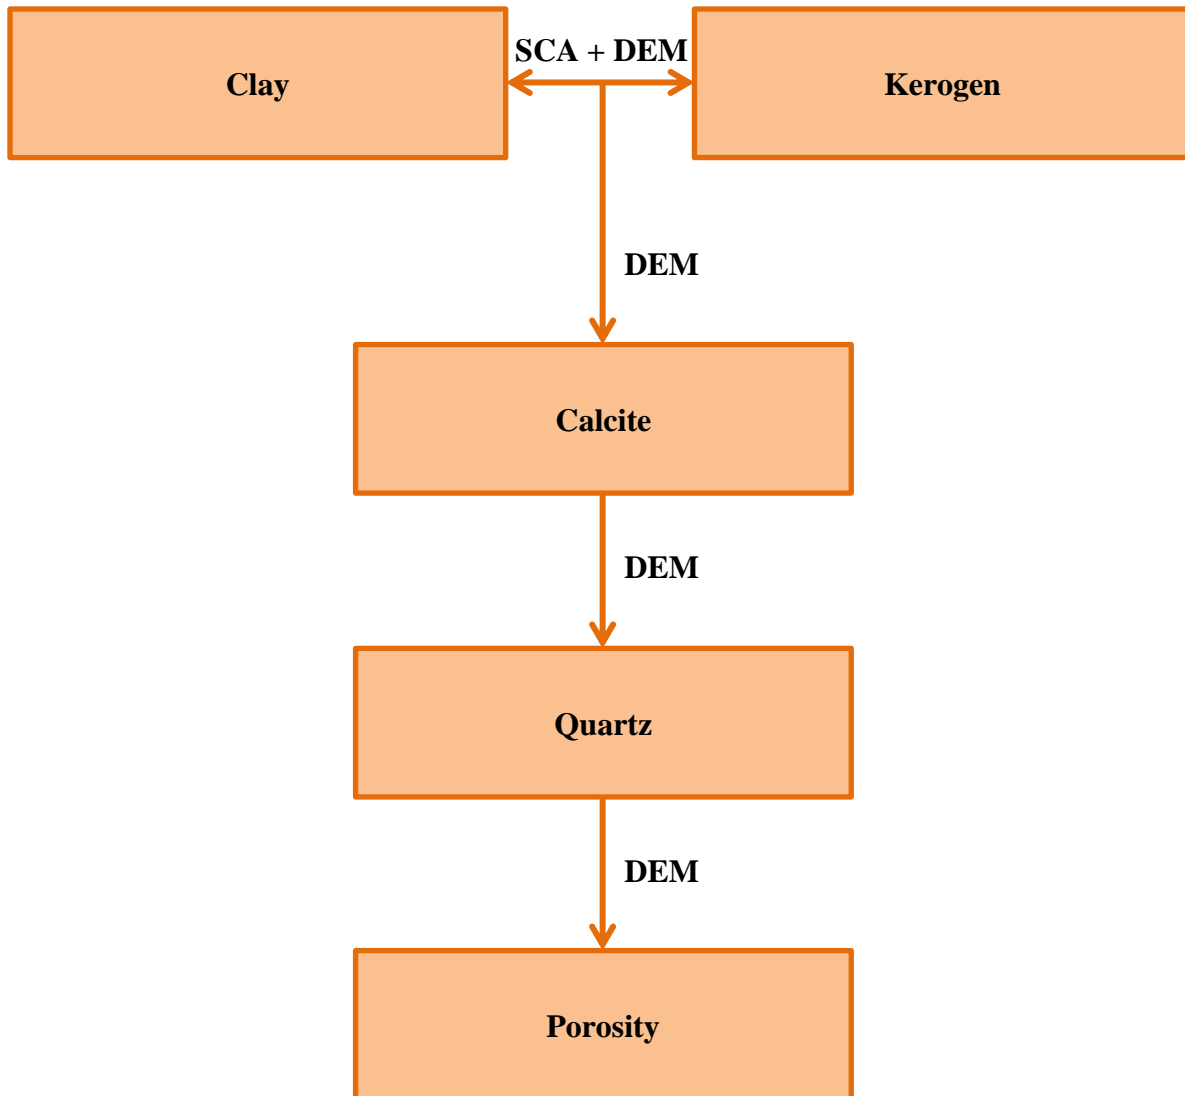 SCA + DEM
Clay
Kerogen
DEM
Calcite
DEM
Quartz
DEM
Porosity